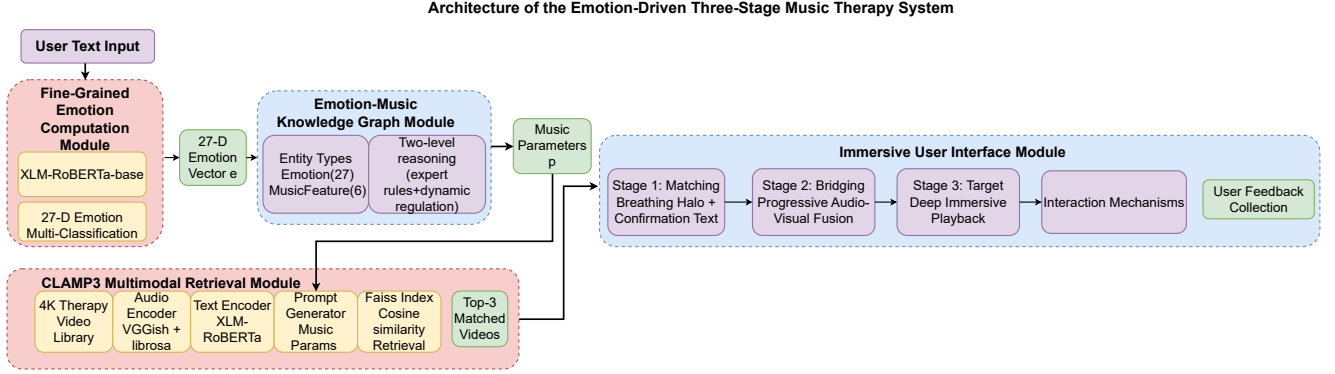 Architecture of the Emotion-Driven Three-Stage Music Therapy System
User Text Input
Fine-Grained
Emotion
Computation
Module
XLM-RoBERTa-base
27-D Emotion
Multi-Classification
27-D
Emotion
Vector e
Emotion-Music
Knowledge Graph Module
Entity Types
Emotion(27)
MusicFeature(6)
Two-level
reasoning
(expert
rules+dynamic
regulation)
Music
Parameters
p
Immersive User Interface Module
Stage 1: Matching
Breathing Halo +
Confirmation Text
Stage 2: Bridging
Progressive Audio-
Visual Fusion
Stage 3: Target
Deep Immersive
Playback
Interaction Mechanisms
User Feedback
Collection
CLAMP3 Multimodal Retrieval Module
4K Therapy
Video
Library
Audio
Encoder
VGGish +
librosa
Text Encoder
XLM-
RoBERTa
Prompt
Generator
Music
Params
Faiss Index
Cosine
similarity
Retrieval
Top-3
Matched
Videos